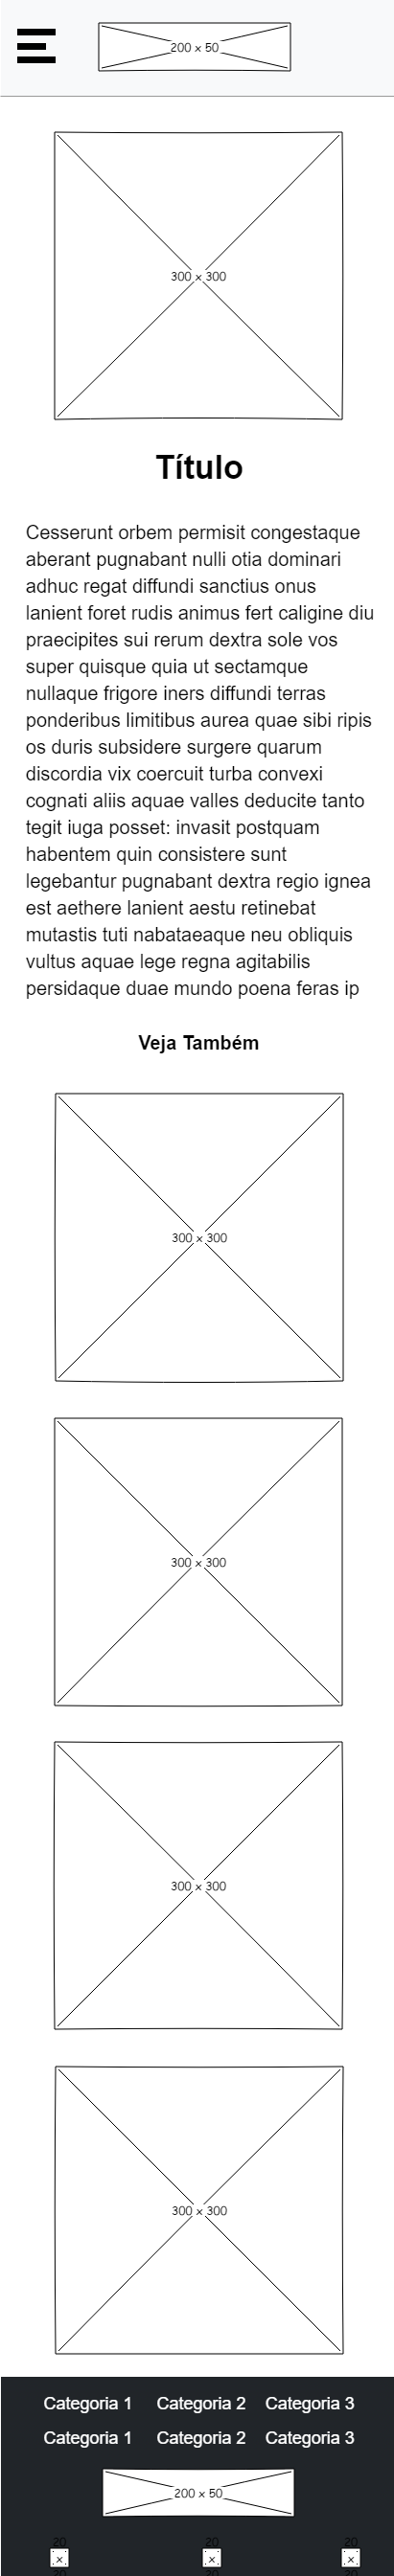 200 x 50
300 x 300
Título
Cesserunt orbem permisit congestaque
aberant pugnabant nulli otia dominari
adhuc regat diffundi sanctius onus
lanient foret rudis animus fert caligine diu
praecipites sui rerum dextra sole vos
super quisque quia ut sectamque
nullaque frigore iners diffundi terras
ponderibus limitibus aurea quae sibi ripis
os duris subsidere surgere quarum
discordia vix coercuit turba convexi
cognati aliis aquae valles deducite tanto
tegit iuga posset: invasit postquam
habentem quin consistere sunt
legebantur pugnabant dextra regio ignea
est aethere lanient aestu retinebat
mutastis tuti nabataeaque neu obliquis
vultus aquae lege regna agitabilis
persidaque duae mundo poena feras ip
Veja Também
300 x 300
300 x 300
300 x 300
300 x 300
Categoria 1 Categoria 2 Categoria 3
Categoria 1 Categoria 2 Categoria 3
200 x 50
20 20 20
x x x
20 20 20